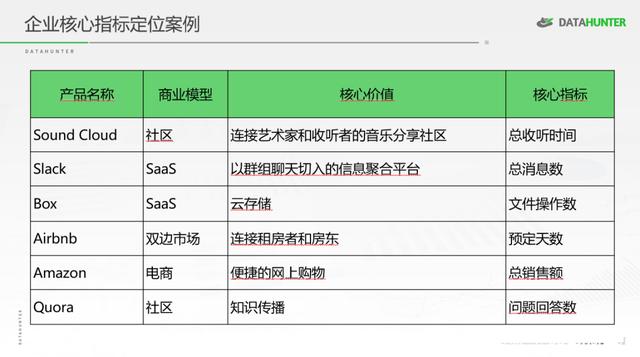 企业核心指标定位案例
DATAHUNTER
DATAHUNTER
产品名称 商业模型 核心价值 核心指标
Sound Cloud 社区 连接艺术家和收听者的音乐分享社区 总收听时间
Slack SaaS 以群组聊天切入的信息聚合平台 总消息数
Box SaaS 云存储 文件操作数
Airbnb 双边市场 连接租房者和房东 预定天数
Amazon 电商 便捷的网上购物 总销售额
Quora 社区 知识传播 问题回答数
DATAHUNTER